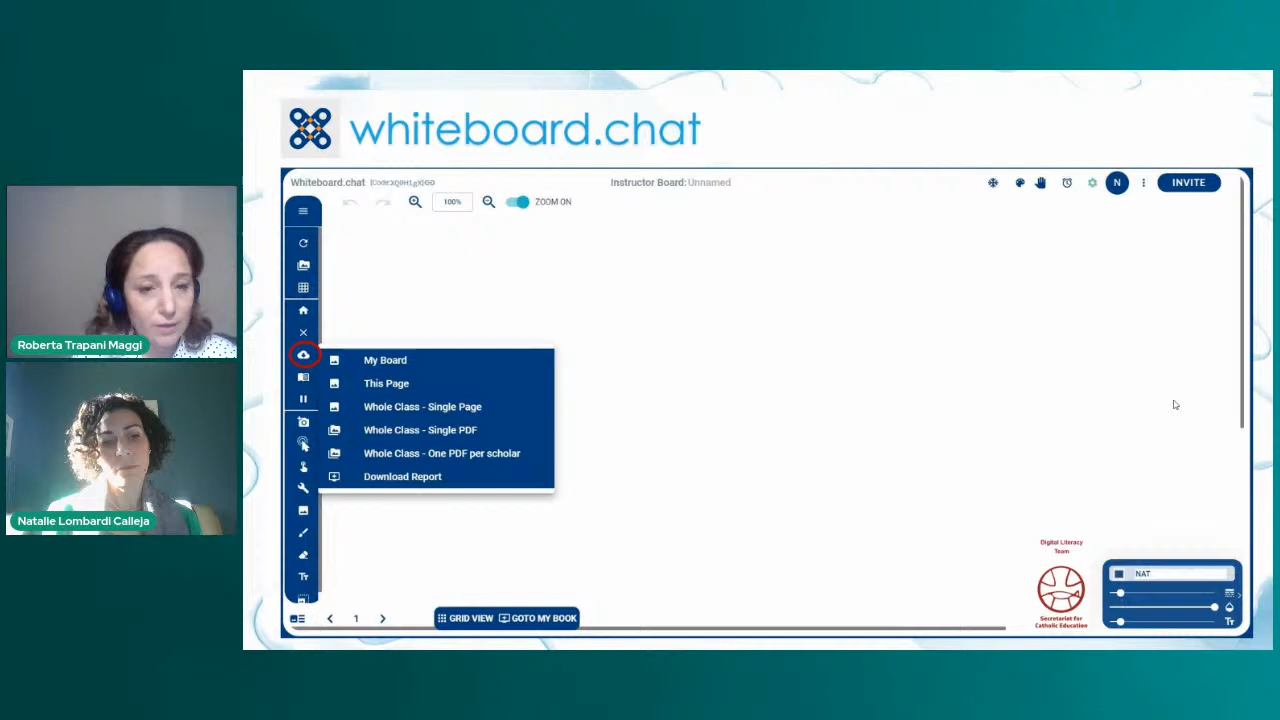 whiteboard.chat
Whiteboard.chat
Instructor Board: Unnamed
N
INVITE
100%
ZOOM ON
My Board
This Page
Whole Class - Single Page
Whole Class - Single PDF
Whole Class - One PDF per scholar
Download Report
Tr
1
GRID VIEW
GOTO MY BOOK
Digital Literacy
Team
Secretariat for
Catholic Education
NAT
Tr
Roberta Trapani Maggi
Natalie Lombardi Calleja